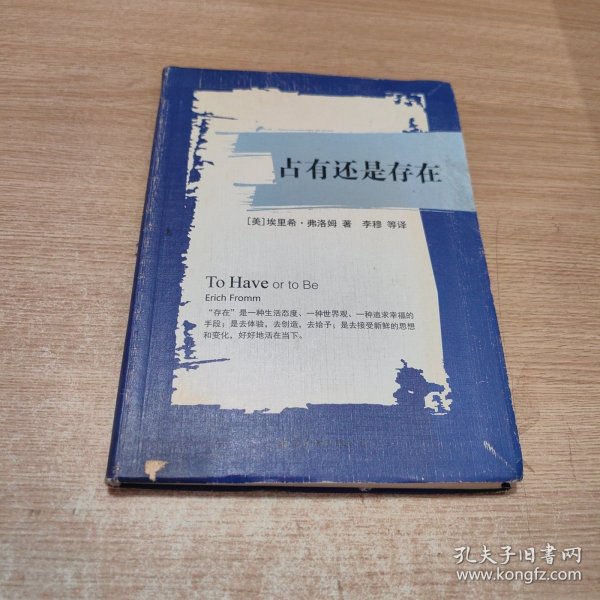 占有还是存在
[美]埃里希·弗洛姆 著 李穆 等译
To Have or to Be
Erich Fromm
“存在”是一种生活态度、一种世界观、一种追求幸福的
手段；是去体验，去创造，去给予；是去接受新鲜的思想
和变化，好好地活在当下。
孔夫子旧书网
www.kongfz.com